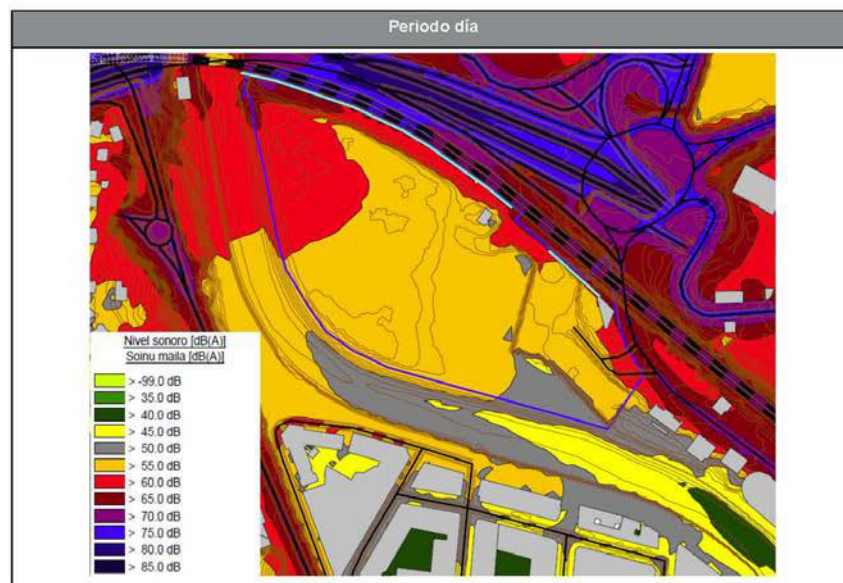 Periodo día
Nivel sonoro [dB(A)]
Soinu maila [dB(A)]
> -99.0 dB
> 35.0 dB
> 40.0 dB
> 45.0 dB
> 50.0 dB
> 55.0 dB
> 60.0 dB
> 65.0 dB
> 70.0 dB
> 75.0 dB
> 80.0 dB
> 85.0 dB